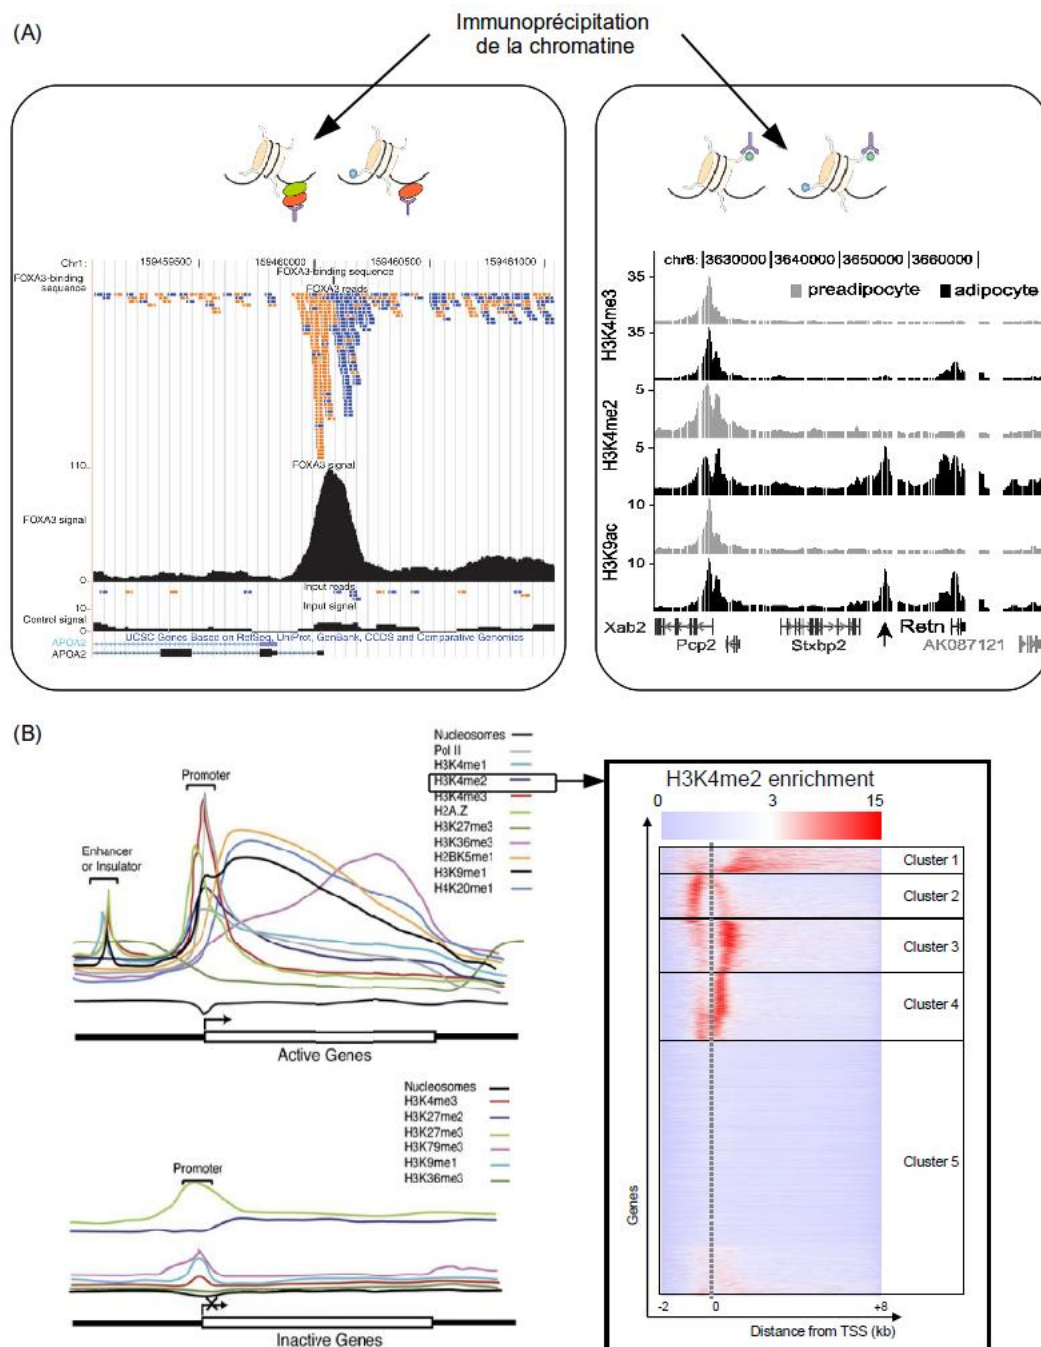 (A)
Immunoprécipitation
de la chromatine
Chr1:
159459500
159460000
159460500
159461000
FOXA3-binding sequence
FOXA3-binding
sequence
FOXA3 reads
FOXA3 signal
110
FOXA3 signal
0
Input reads
Input signal
10
Control signal
0
UCSC Genes Based on RefSeq, UniProt, GenBank, CCDS and Comparative Genomics
APOA2
APOA2
chr8:
3630000
3640000
3650000
3660000
preadipocyte
adipocyte
H3K4me3
35
35
H3K4me2
5
5
H3K9ac
10
10
Xab2
Retn
Pcp2
Stxbp2
AK087121
(B)
Nucleosomes
Pol II
H3K4me1
H3K4me2
H3K4me3
H2A.Z
H3K27me3
H3K36me3
H2BK5me1
H3K9me1
H4K20me1
Promoter
Enhancer
or Insulator
Active Genes
Nucleosomes
H3K4me3
H3K27me2
H3K27me3
H3K79me3
H3K9me1
H3K36me3
Promoter
Inactive Genes
H3K4me2 enrichment
0
3
15
Cluster 1
Cluster 2
Cluster 3
Cluster 4
Cluster 5
Genes
-2
0
+8
Distance from TSS (kb)